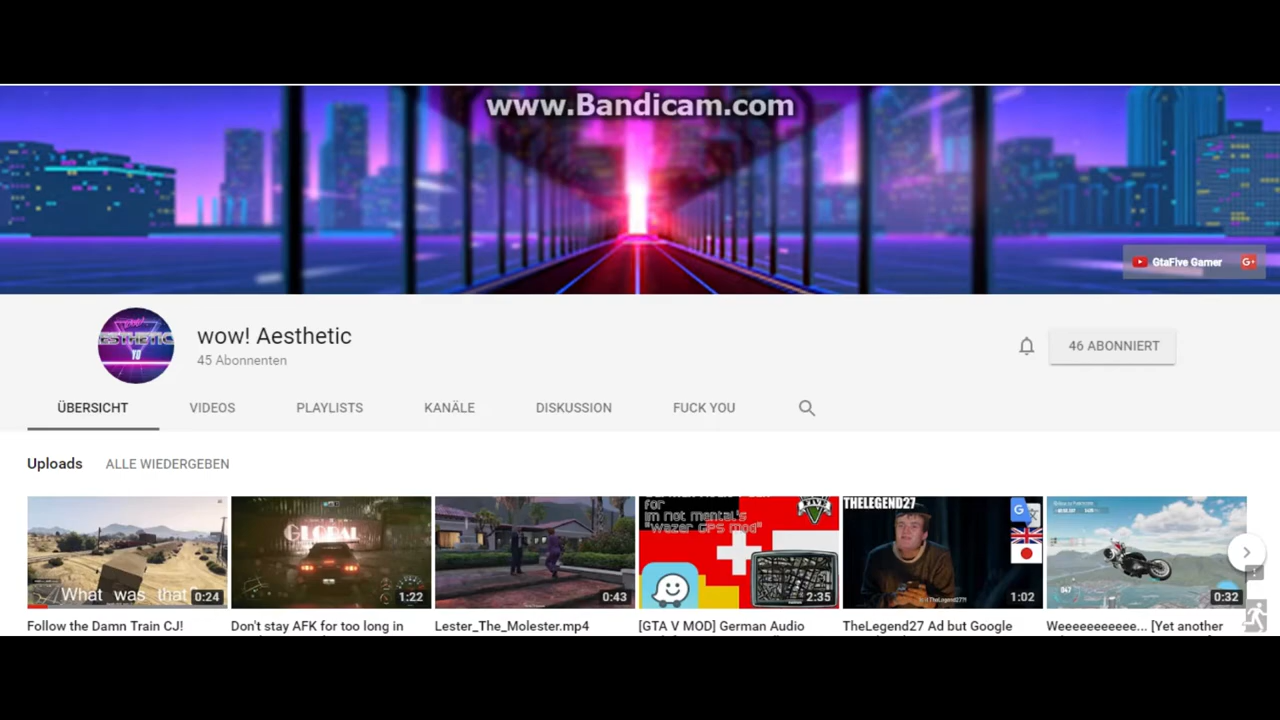 www.Bandicam.com
GtaFive Gamer
G+
AESTHETIC
YO
wow! Aesthetic
45 Abonnenten
46 ABONNIERT
ÜBERSICHT VIDEOS PLAYLISTS KANÄLE DISKUSSION FUCK YOU
Uploads ALLE WIEDERGEBEN
What was that
0:24
GLOBAL
1:22
0:43
for
Im not mental's
"Wazer GPS mod"
2:35
THELEGEND27
G
1:02
0:32
Follow the Damn Train CJ!
Don't stay AFK for too long in
Lester_The_Molester.mp4
[GTA V MOD] German Audio
TheLegend27 Ad but Google
Weeeeeeeeeee... [Yet another